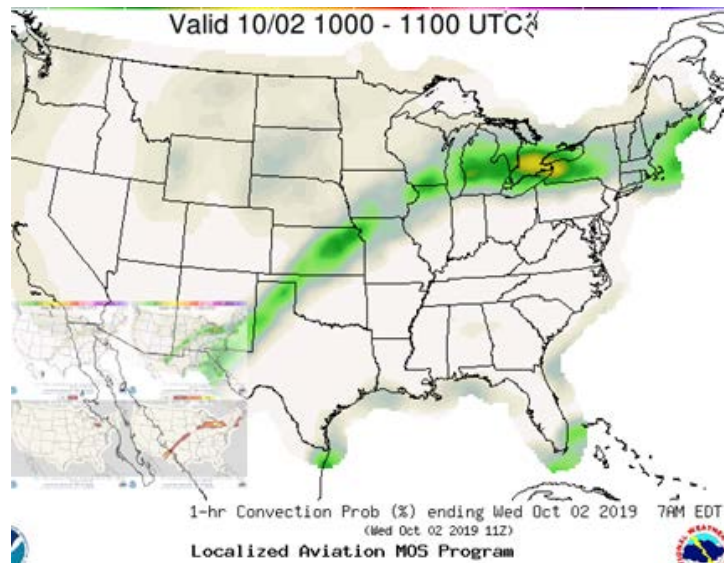 Valid 10/02 1000 - 1100 UTC
1-hr Convection Prob (%) ending Wed Oct 02 2019 7AM EDT
(Wed Oct 02 2019 11Z)
Localized Aviation MOS Program